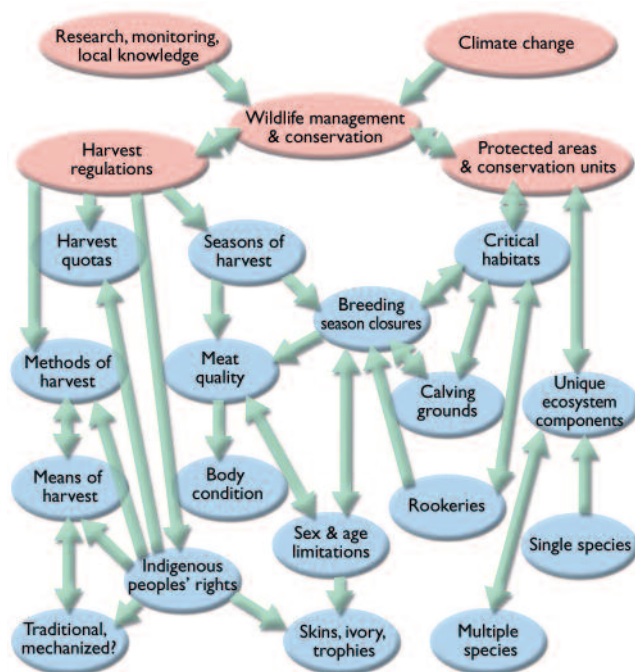 Research, monitoring,
local knowledge
Climate change
Wildlife management
& conservation
Harvest
regulations
Protected areas
& conservation units
Harvest
quotas
Seasons of
harvest
Critical
habitats
Breeding
season closures
Methods of
harvest
Meat
quality
Calving
grounds
Unique
ecosystem
components
Means of
harvest
Body
condition
Rookeries
Sex & age
limitations
Single species
Indigenous
peoples’ rights
Traditional,
mechanized?
Skins, ivory,
trophies
Multiple
species